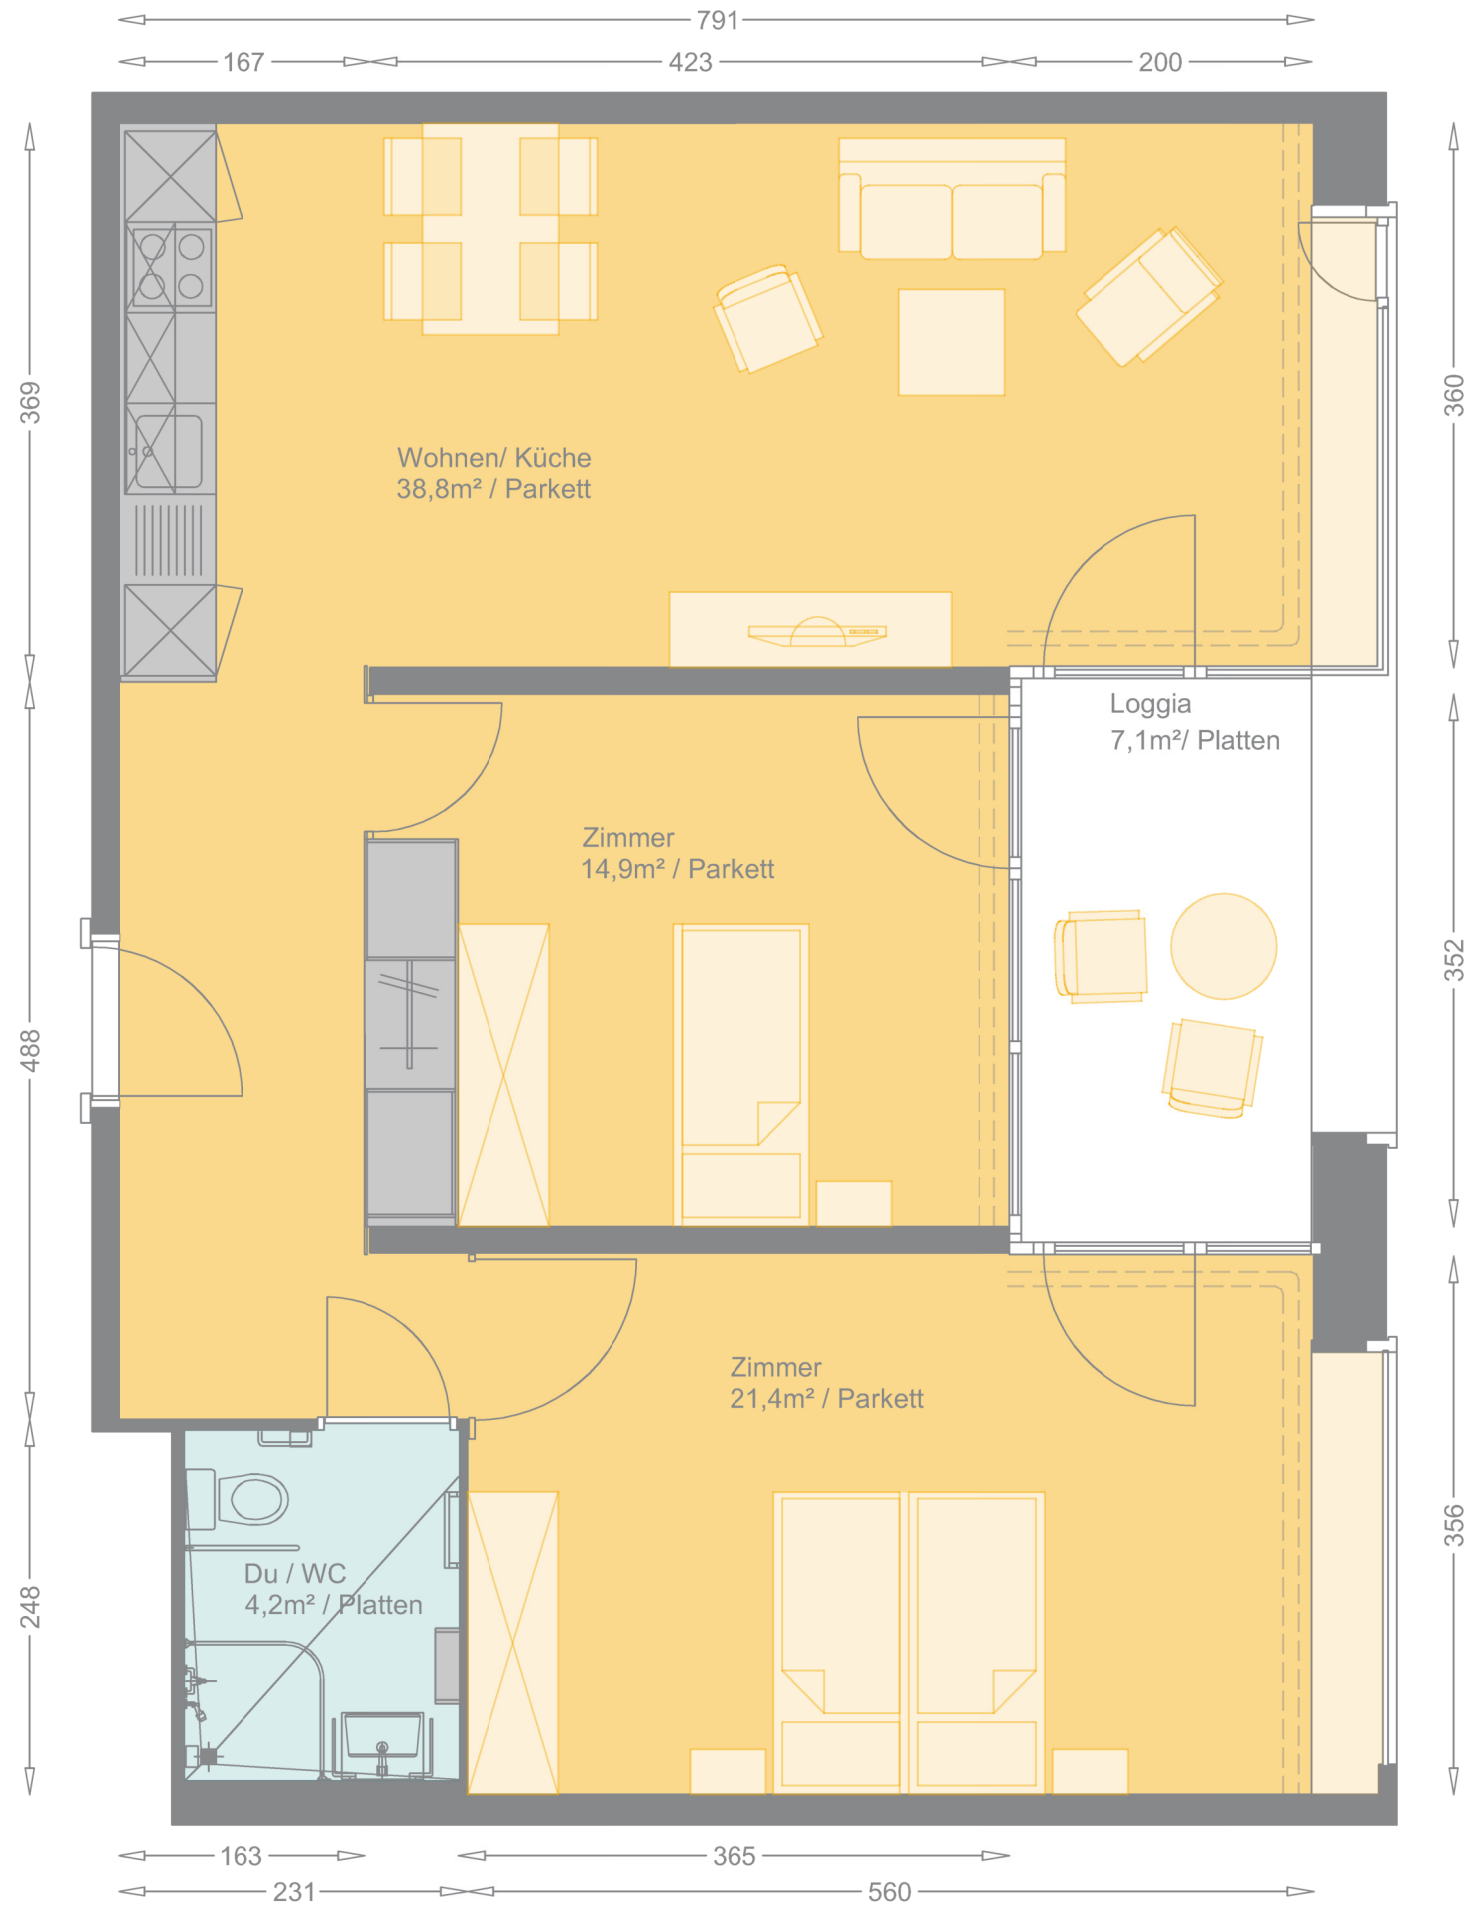 791
167
423
200
369
360
Wohnen/ Küche
38,8m² / Parkett
Loggia
7,1m²/ Platten
Zimmer
14,9m² / Parkett
488
352
Zimmer
21,4m² / Parkett
356
Du / WC
4,2m² / Platten
248
163
365
231
560